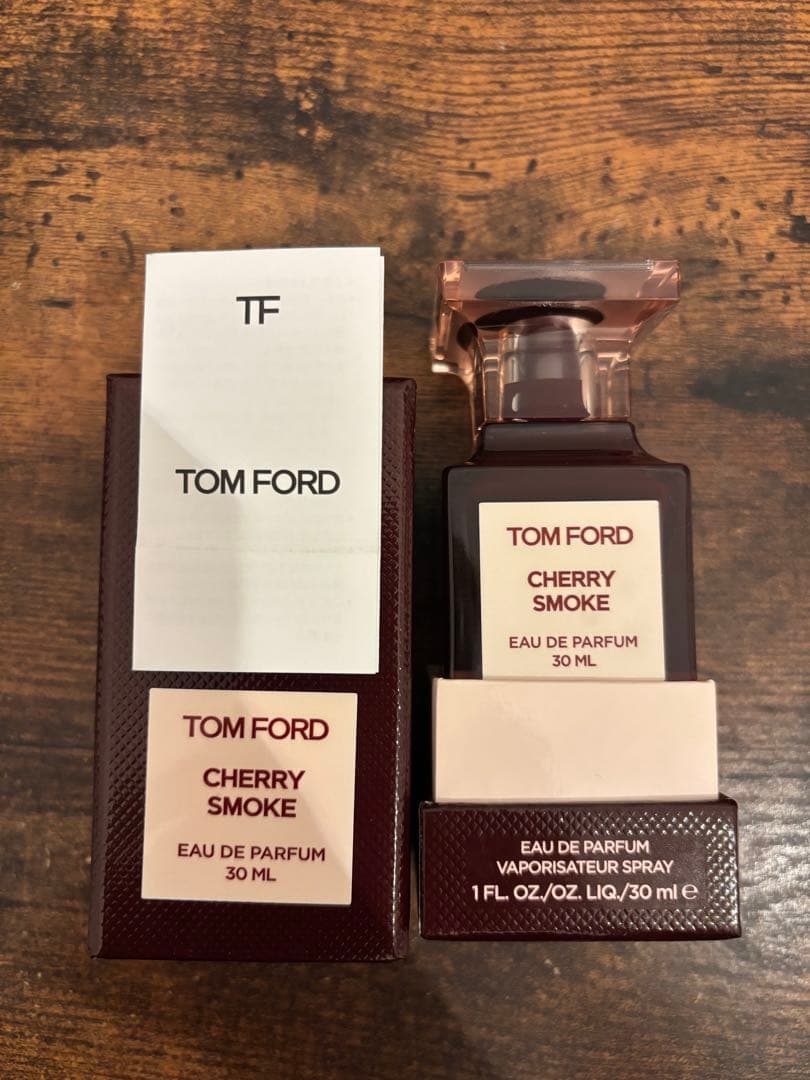 TF
TOM FORD
TOM FORD
CHERRY
SMOKE
EAU DE PARFUM
30 ML
TOM FORD
CHERRY
SMOKE
EAU DE PARFUM
30 ML
EAU DE PARFUM
VAPORISATEUR SPRAY
1 FL. OZ./OZ. LIQ./30 ml ℮